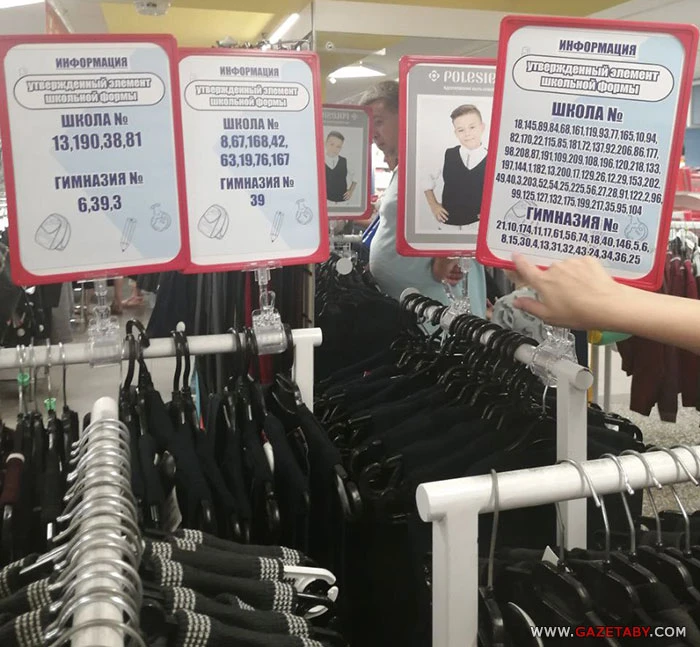 ИНФОРМАЦИЯ
утвержденный элемент
школьной формы
ШКОЛА №
13,190,38,81
ГИМНАЗИЯ №
6,39,3
ИНФОРМАЦИЯ
утвержденный элемент
школьной формы
ШКОЛА №
8,67,168,42,
63,19,76,167
ГИМНАЗИЯ №
39
POLESIE
ИНФОРМАЦИЯ
утвержденный элемент
школьной формы
ШКОЛА №
18,145,89,84,68,161,119,93,77,165,10,94,
82,170,22,115,85,181,72,137,92,206,86,177,
98,208,87,191,109,209,108,196,120,218,133,
197,144,1,182,13,200,17,129,26,12,29,153,202,
49,40,3,203,52,54,25,225,56,27,28,91,122,2,96,
99,125,127,132,175,199,217,35,95,104
ГИМНАЗИЯ №
21,10,174,11,17,61,56,74,18,40,146,5,6,
8,15,30,4,13,31,32,43,24,34,36,25
WWW.GAZETABY.COM